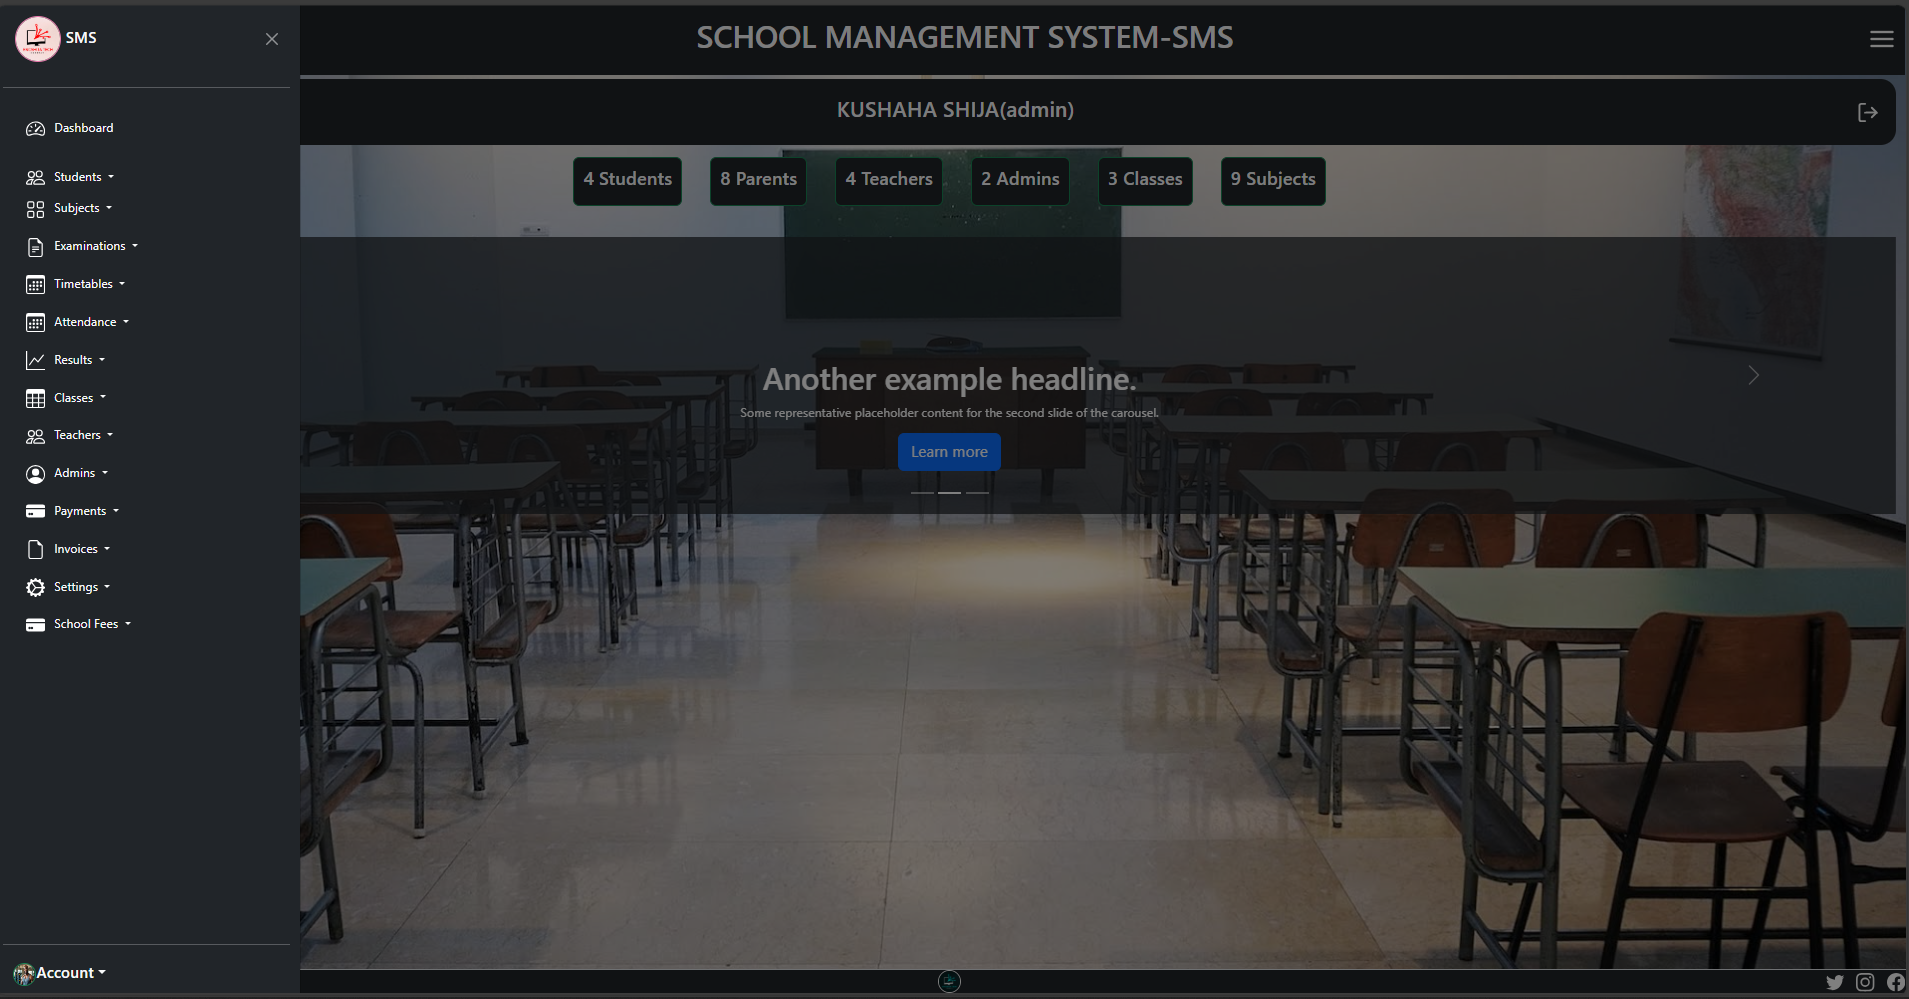 SMS
Dashboard
Students
Subjects
Examinations
Timetables
Attendance
Results
Classes
Teachers
Admins
Payments
Invoices
Settings
School Fees
Account
SCHOOL MANAGEMENT SYSTEM-SMS
KUSHAHA SHIJA(admin)
4 Students
8 Parents
4 Teachers
2 Admins
3 Classes
9 Subjects
Another example headline.
Some representative placeholder content for the second slide of the carousel.
Learn more